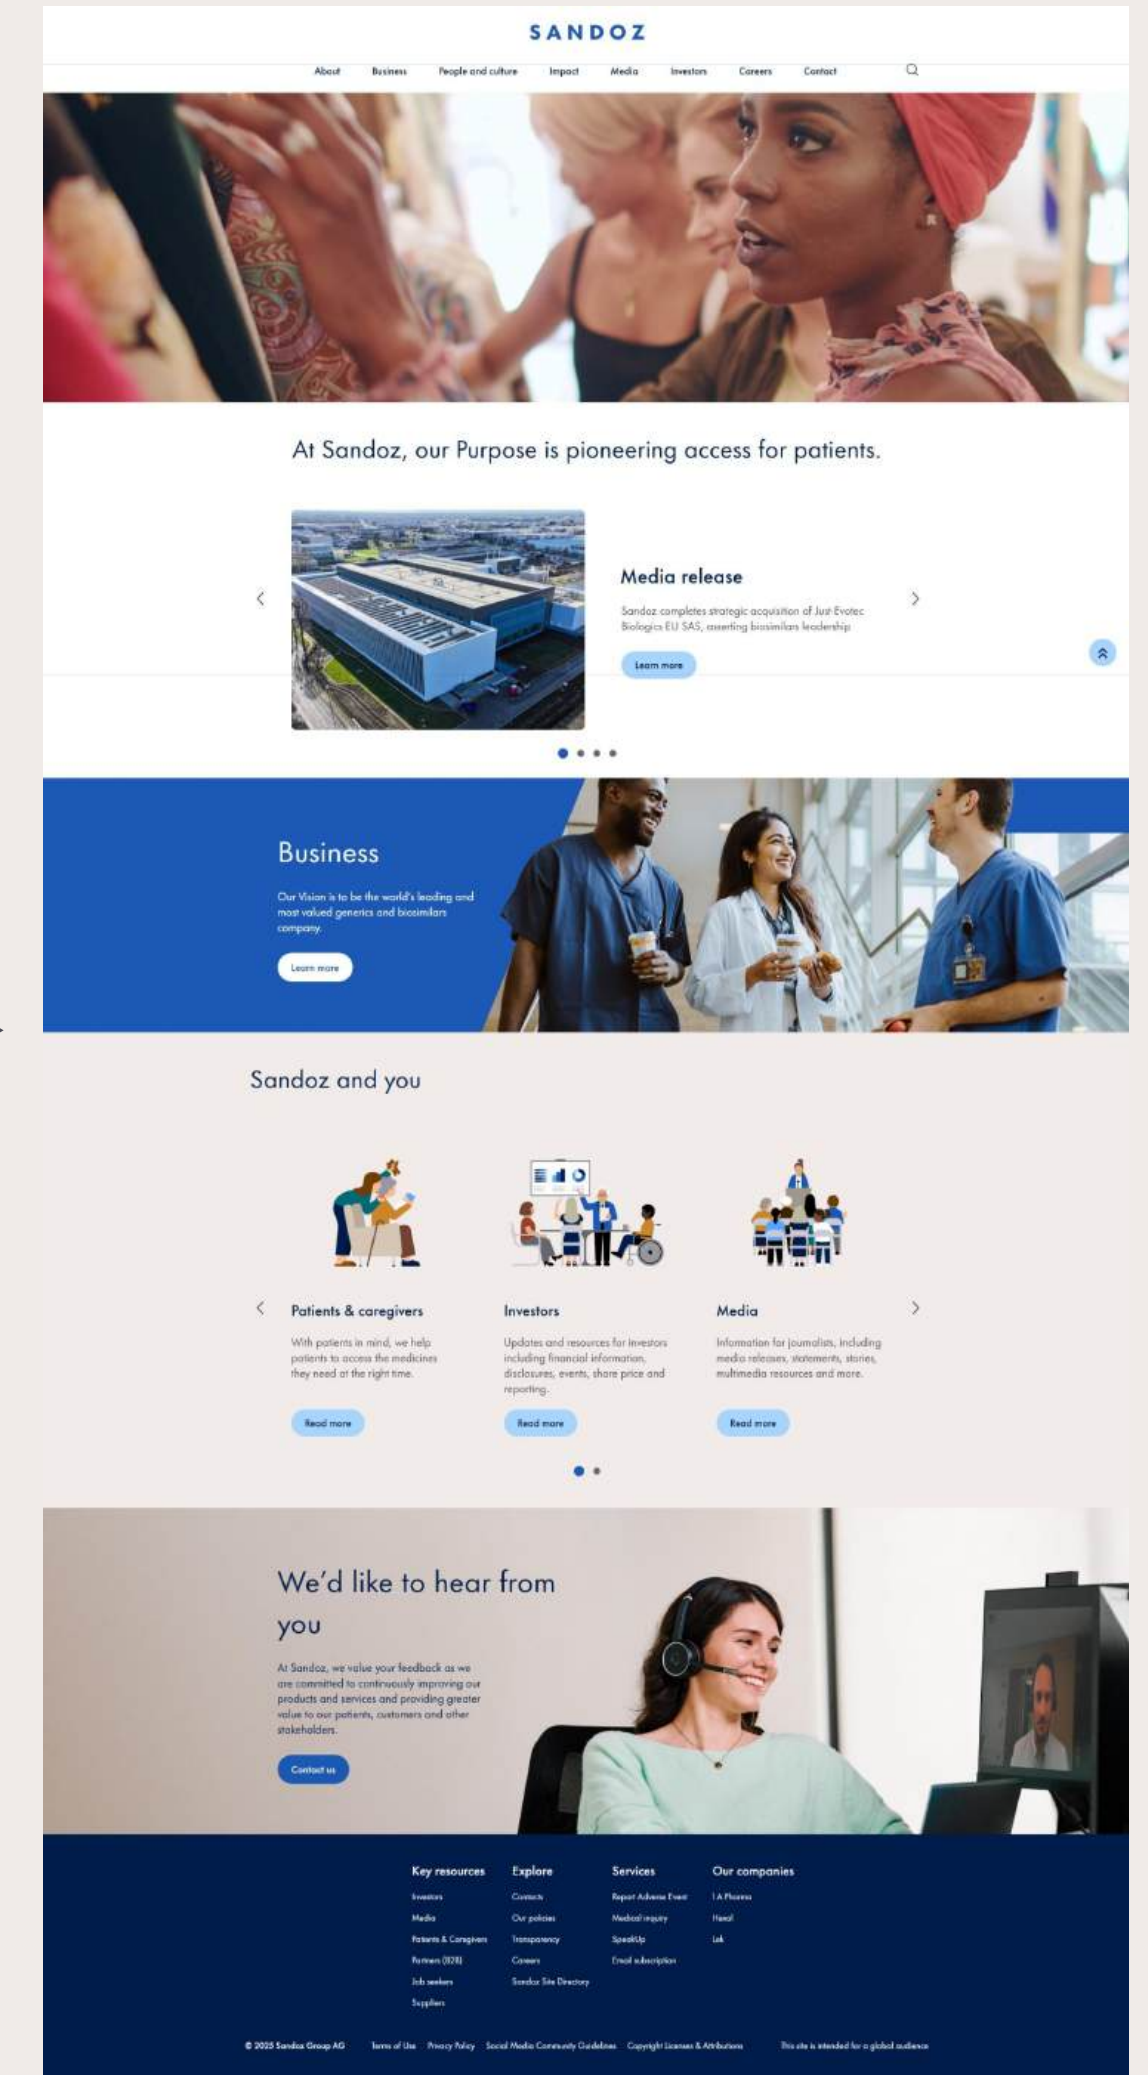 SANDOZ
About Business People and culture Impact Media Investors Careers Contact
At Sandoz, our Purpose is pioneering access for patients.
Media release
Sandoz completes strategic acquisition of Just-Evotec
Biologics EU SAS, asserting biosimilars leadership
Learn more
Business
Our Vision is to be the world's leading and
most valued generics and biosimilars
company.
Learn more
Sandoz and you
Patients & caregivers
With patients in mind, we help
patients to access the medicines
they need at the right time.
Read more
Investors
Updates and resources for investors
including financial information,
disclosures, events, share price and
reporting.
Read more
Media
Information for journalists, including
media releases, statements, stories,
multimedia resources and more.
Read more
We'd like to hear from
you
At Sandoz, we value your feedback as we
are committed to continuously improving our
products and services and providing greater
value to our patients, customers and other
stakeholders.
Contact us
Key resources
Investors
Media
Patients & Caregivers
Partners (B2B)
Job seekers
Suppliers
Explore
Contacts
Our policies
Transparency
Careers
Sandoz Site Directory
Services
Report Adverse Event
Medical inquiry
SpeakUp
Email subscription
Our companies
1 A Pharma
Hexal
Lek
© 2025 Sandoz Group AG Terms of Use Privacy Policy Social Media Community Guidelines Copyright Licenses & Attributions This site is intended for a global audience